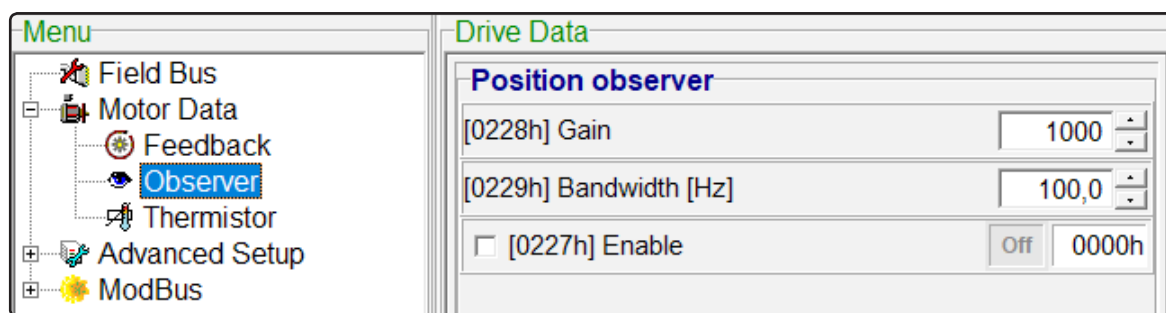 Menu
Field Bus
Motor Data
Feedback
Observer
Thermistor
Advanced Setup
ModBus
Drive Data
Position observer
[0228h] Gain 1000
[0229h] Bandwidth [Hz] 100,0
[0227h] Enable Off 0000h